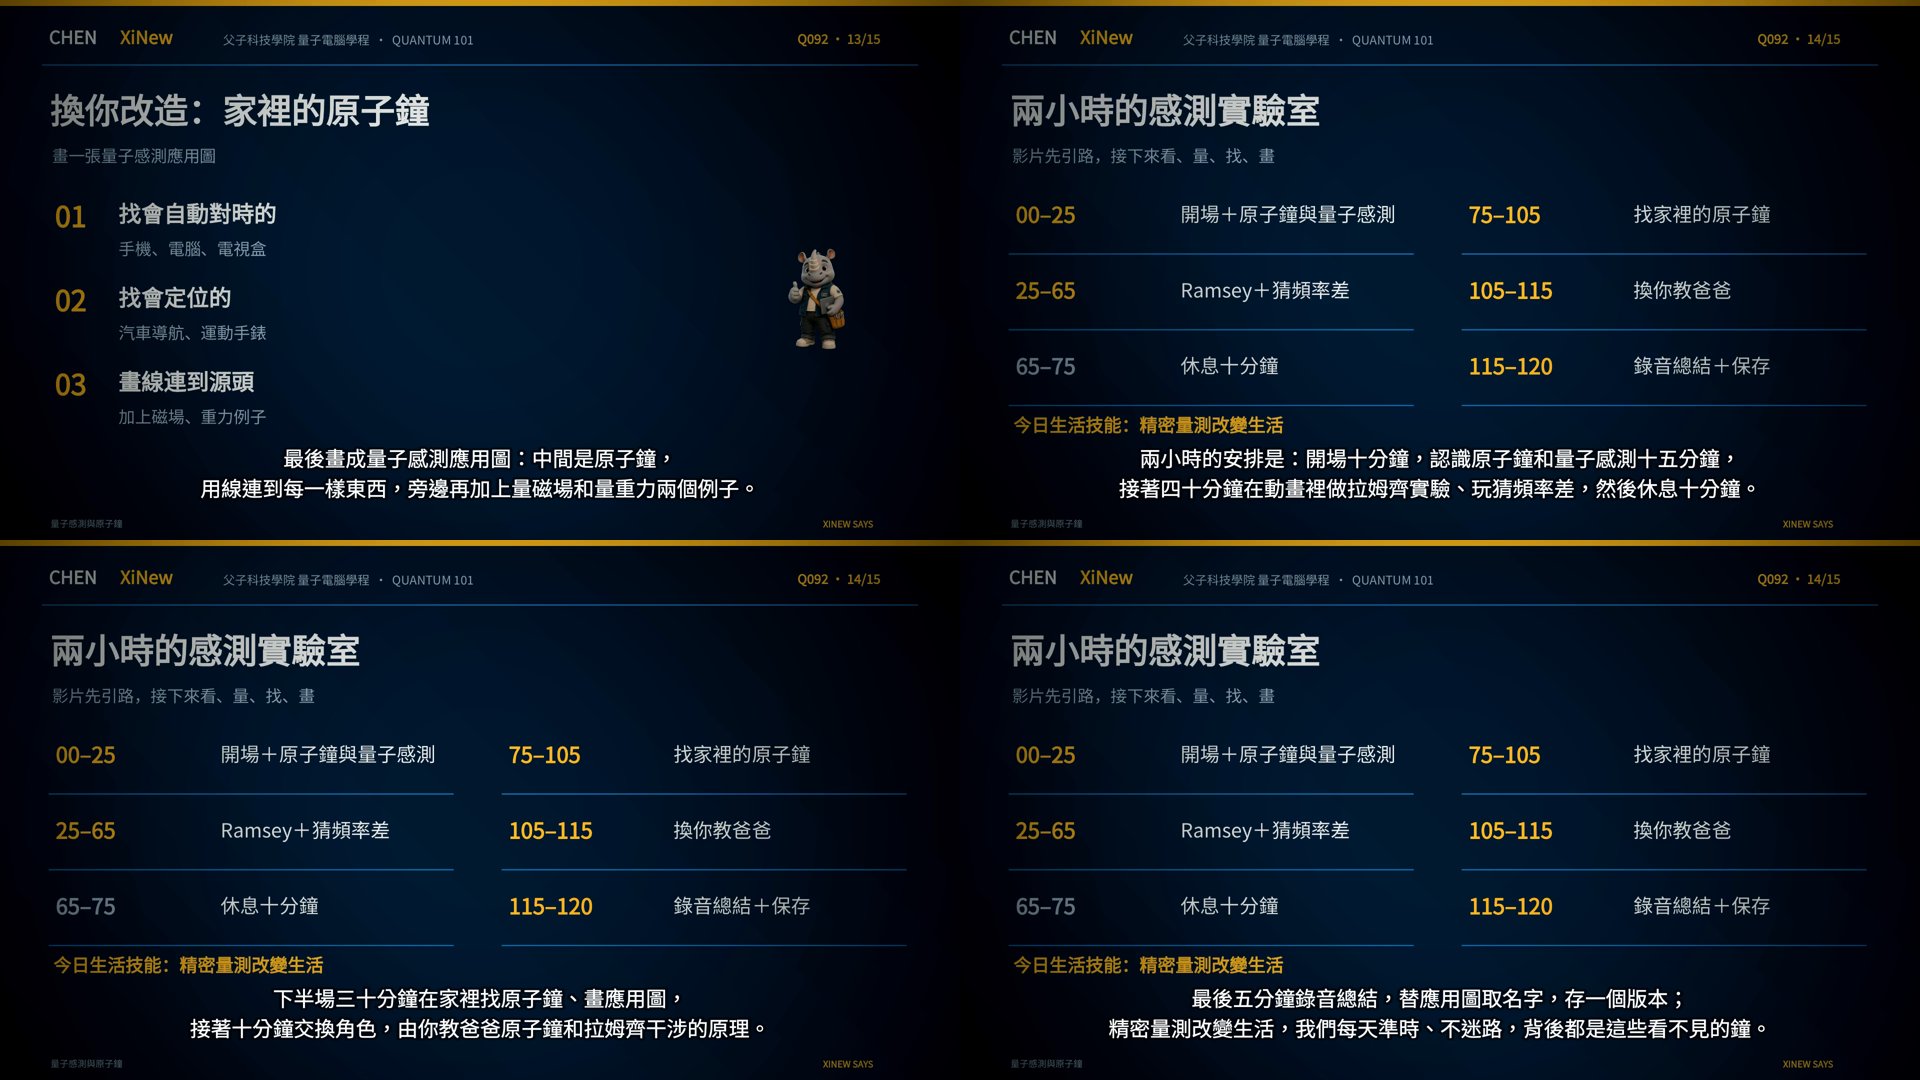 CHEN XiNew 父子科技學院 量子電腦學程 · QUANTUM 101 Q092 · 13/15
換你改造：家裡的原子鐘
畫一張量子感測應用圖
01 找會自動對時的
手機、電腦、電視盒
02 找會定位的
汽車導航、運動手錶
03 畫線連到源頭
加上磁場、重力例子
最後畫成量子感測應用圖：中間是原子鐘，
用線連到每一樣東西，旁邊再加上量磁場和量重力兩個例子。
量子感測與原子鐘 XINEW SAYS
CHEN XiNew 父子科技學院 量子電腦學程 · QUANTUM 101 Q092 · 14/15
兩小時的感測實驗室
影片先引路，接下來看、量、找、畫
00–25 開場＋原子鐘與量子感測 75–105 找家裡的原子鐘
25–65 Ramsey＋猜頻率差 105–115 換你教爸爸
65–75 休息十分鐘 115–120 錄音總結＋保存
今日生活技能：精密量測改變生活
兩小時的安排是：開場十分鐘，認識原子鐘和量子感測十五分鐘，
接著四十分鐘在動畫裡做拉姆齊實驗、玩猜頻率差，然後休息十分鐘。
量子感測與原子鐘 XINEW SAYS
CHEN XiNew 父子科技學院 量子電腦學程 · QUANTUM 101 Q092 · 14/15
兩小時的感測實驗室
影片先引路，接下來看、量、找、畫
00–25 開場＋原子鐘與量子感測 75–105 找家裡的原子鐘
25–65 Ramsey＋猜頻率差 105–115 換你教爸爸
65–75 休息十分鐘 115–120 錄音總結＋保存
今日生活技能：精密量測改變生活
下半場三十分鐘在家裡找原子鐘、畫應用圖，
接著十分鐘交換角色，由你教爸爸原子鐘和拉姆齊干涉的原理。
量子感測與原子鐘 XINEW SAYS
CHEN XiNew 父子科技學院 量子電腦學程 · QUANTUM 101 Q092 · 14/15
兩小時的感測實驗室
影片先引路，接下來看、量、找、畫
00–25 開場＋原子鐘與量子感測 75–105 找家裡的原子鐘
25–65 Ramsey＋猜頻率差 105–115 換你教爸爸
65–75 休息十分鐘 115–120 錄音總結＋保存
今日生活技能：精密量測改變生活
最後五分鐘錄音總結，替應用圖取名字，存一個版本；
精密量測改變生活，我們每天準時、不迷路，背後都是這些看不見的鐘。
量子感測與原子鐘 XINEW SAYS